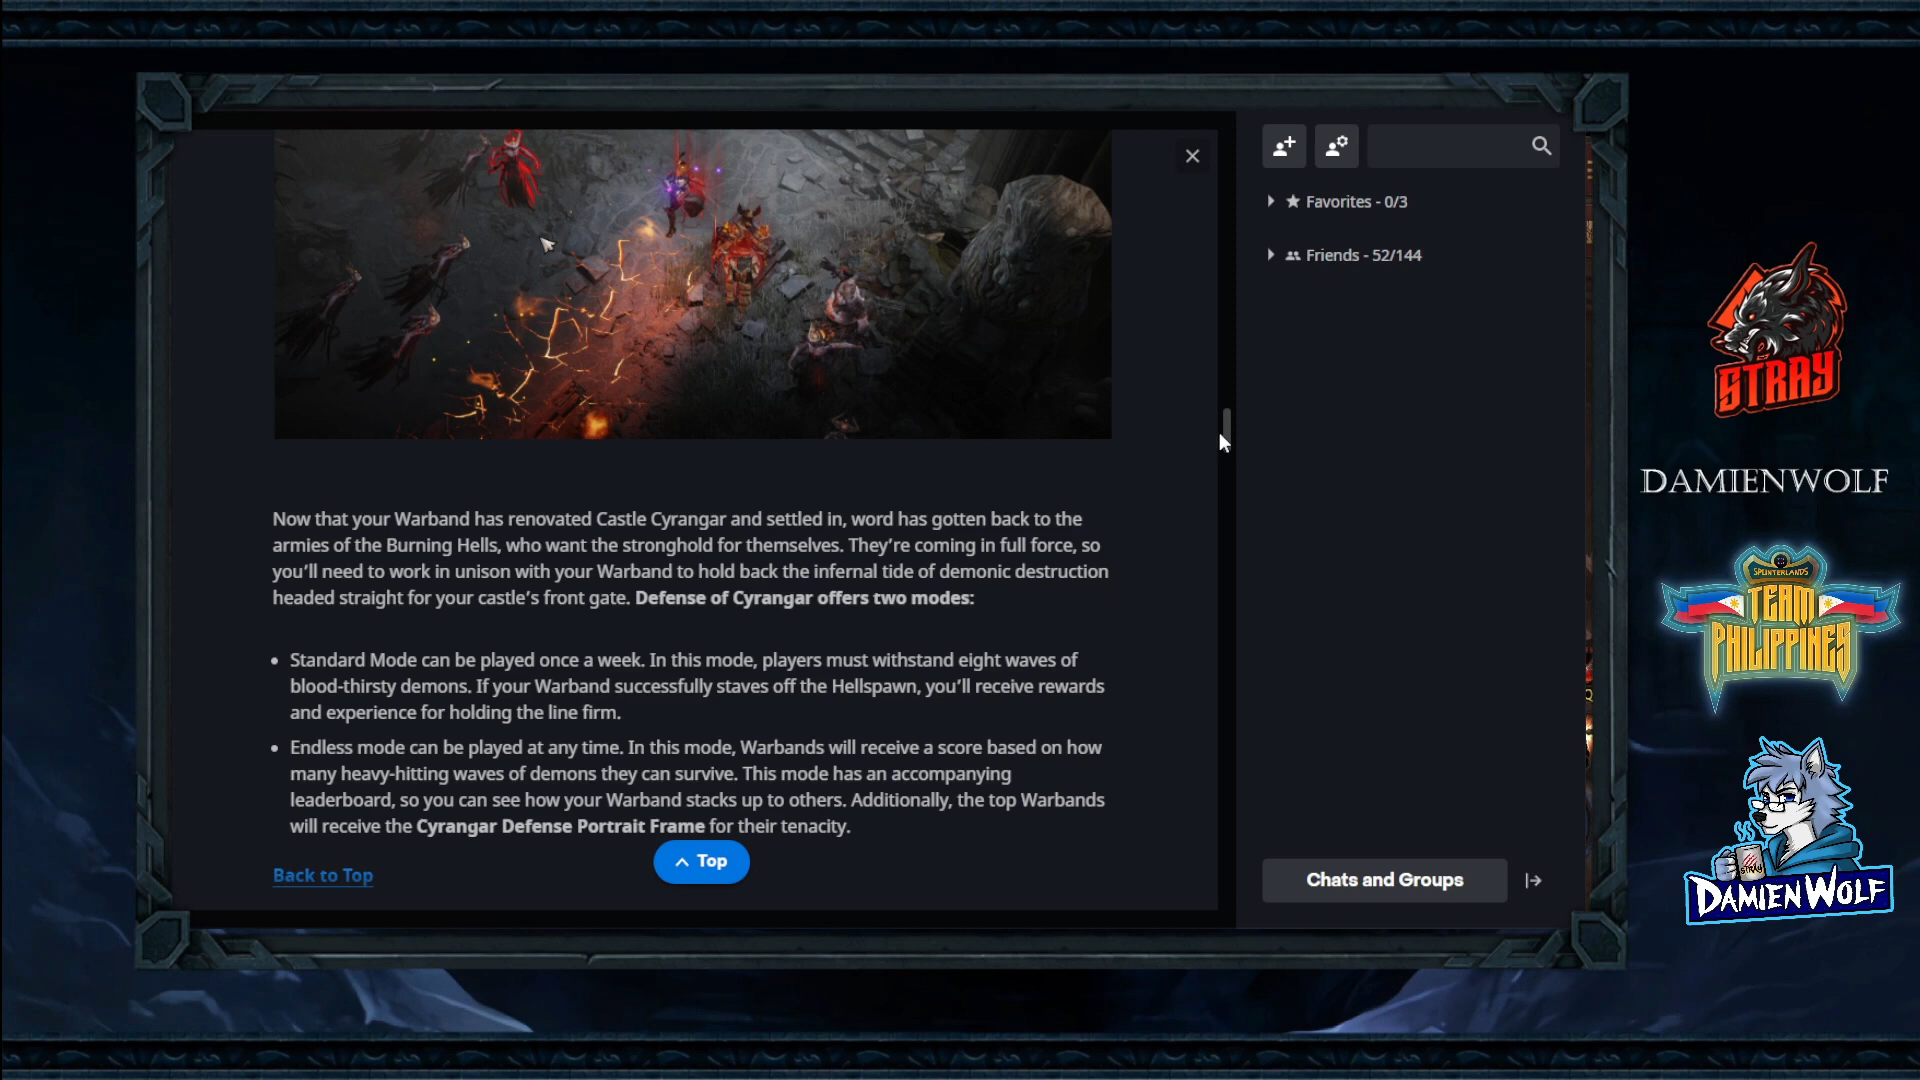 Favorites - 0/3
Friends - 52/144
Now that your Warband has renovated Castle Cyrangar and settled in, word has gotten back to the
armies of the Burning Hells, who want the stronghold for themselves. They’re coming in full force, so
you’ll need to work in unison with your Warband to hold back the infernal tide of demonic destruction
headed straight for your castle’s front gate. Defense of Cyrangar offers two modes:
• Standard Mode can be played once a week. In this mode, players must withstand eight waves of
blood-thirsty demons. If your Warband successfully staves off the Hellspawn, you’ll receive rewards
and experience for holding the line firm.
• Endless mode can be played at any time. In this mode, Warbands will receive a score based on how
many heavy-hitting waves of demons they can survive. This mode has an accompanying
leaderboard, so you can see how your Warband stacks up to others. Additionally, the top Warbands
will receive the Cyrangar Defense Portrait Frame for their tenacity.
Top
Back to Top
Chats and Groups
STRAY
DAMIENWOLF
SPLINTERLANDS
TEAM
PHILIPPINES
STRAY
DAMIENWOLF